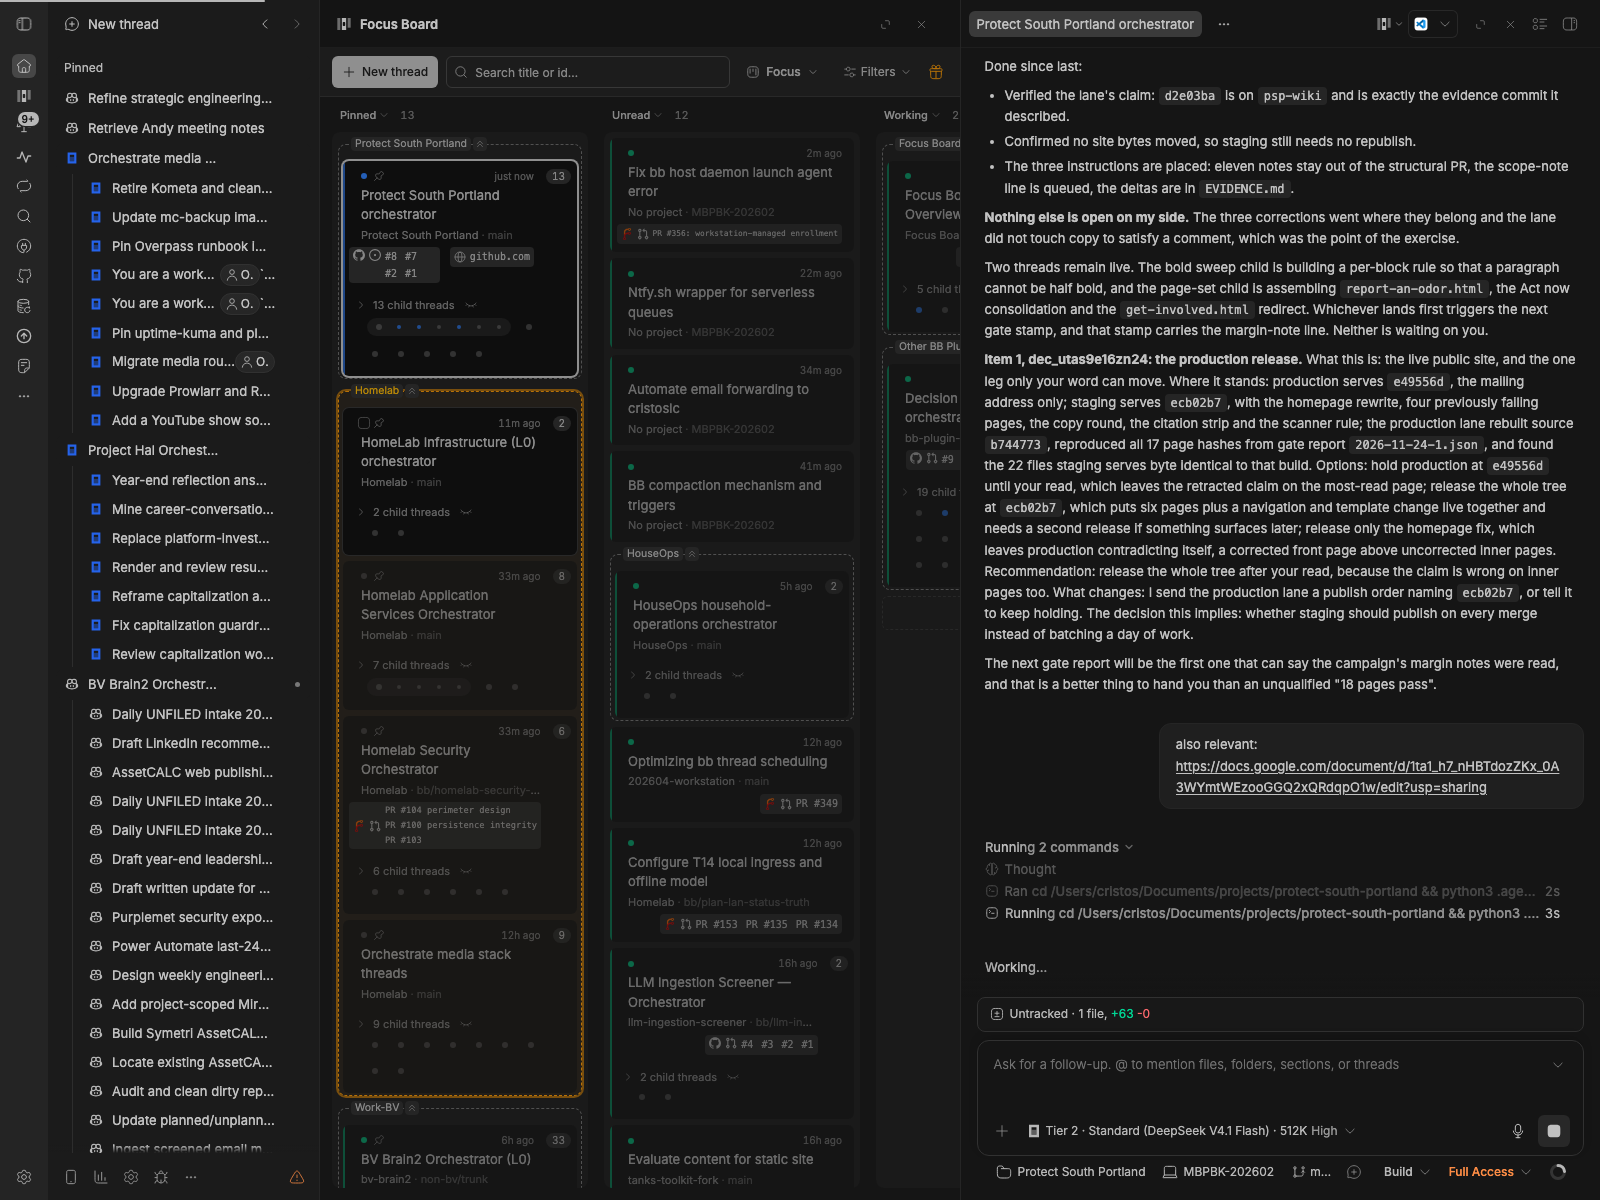 New thread
9+
Pinned
Refine strategic engineering...
Retrieve Andy meeting notes
Orchestrate media ...
Retire Kometa and clean...
Update mc-backup ima...
Pin Overpass runbook i...
You are a work... O. `...
You are a work... O. `...
Pin uptime-kuma and pl...
Migrate media rou... O.
Upgrade Prowlarr and R...
Add a YouTube show so...
Project Hal Orchest...
Year-end reflection ans...
Mine career-conversatio...
Replace platform-invest...
Render and review resu...
Reframe capitalization a...
Fix capitalization guardr...
Review capitalization wo...
BV Brain2 Orchestr...
Daily UNFILED intake 20...
Draft LinkedIn recomme...
AssetCALC web publishi...
Daily UNFILED intake 20...
Daily UNFILED intake 20...
Draft year-end leadershi...
Draft written update for ...
Purplemet security expo...
Power Automate last-24...
Design weekly engineeri...
Add project-scoped Mir...
Build Symetri AssetCAL...
Locate existing AssetCA...
Audit and clean dirty rep...
Update planned/unplann...
Ingest screened email m...
Focus Board
New thread
Search title or id...
Focus
Filters
Pinned 13
Protect South Portland
just now 13
Protect South Portland
orchestrator
Protect South Portland · main
#8 #7
#2 #1
github.com
13 child threads
Homelab
11m ago 2
HomeLab Infrastructure (L0)
orchestrator
Homelab · main
2 child threads
33m ago 8
Homelab Application
Services Orchestrator
Homelab · main
7 child threads
33m ago 6
Homelab Security
Orchestrator
Homelab · bb/homelab-security-...
PR #104 perimeter design
PR #100 persistence integrity
PR #103
6 child threads
12h ago 9
Orchestrate media stack
threads
Homelab · main
9 child threads
Work-BV
6h ago 33
BV Brain2 Orchestrator (L0)
bv-brain2 · non-bv/trunk
Unread 12
2m ago
Fix bb host daemon launch agent
error
No project · MBPBK-202602
PR #356: workstation-managed enrollment
22m ago
Ntfy.sh wrapper for serverless
queues
No project · MBPBK-202602
34m ago
Automate email forwarding to
cristosic
No project · MBPBK-202602
41m ago
BB compaction mechanism and
triggers
No project · MBPBK-202602
HouseOps
5h ago 2
HouseOps household-
operations orchestrator
HouseOps · main
2 child threads
12h ago
Optimizing bb thread scheduling
202604-workstation · main
PR #349
12h ago
Configure T14 local ingress and
offline model
Homelab · bb/plan-lan-status-truth
PR #153 PR #135 PR #134
16h ago 2
LLM Ingestion Screener —
Orchestrator
llm-ingestion-screener · bb/llm-in...
#4 #3 #2 #1
2 child threads
16h ago
Evaluate content for static site
tanks-toolkit-fork · main
Working 2
Focus Board
Focus Bo
Overview
Focus Boa
5 child th
Other BB Plu
Decision
orchestra
bb-plugin-
#9
19 child
Protect South Portland orchestrator
Done since last:
• Verified the lane's claim: d2e03ba is on psp-wiki and is exactly the evidence commit it
described.
• Confirmed no site bytes moved, so staging still needs no republish.
• The three instructions are placed: eleven notes stay out of the structural PR, the scope-note
line is queued, the deltas are in EVIDENCE.md.
Nothing else is open on my side. The three corrections went where they belong and the lane
did not touch copy to satisfy a comment, which was the point of the exercise.
Two threads remain live. The bold sweep child is building a per-block rule so that a paragraph
cannot be half bold, and the page-set child is assembling report-an-odor.html, the Act now
consolidation and the get-involved.html redirect. Whichever lands first triggers the next
gate stamp, and that stamp carries the margin-note line. Neither is waiting on you.
Item 1, dec_utas9e16zn24: the production release. What this is: the live public site, and the one
leg only your word can move. Where it stands: production serves e49556d, the mailing
address only; staging serves ecb02b7, with the homepage rewrite, four previously failing
pages, the copy round, the citation strip and the scanner rule; the production lane rebuilt source
b744773, reproduced all 17 page hashes from gate report 2026-11-24-1.json, and found
the 22 files staging serves byte identical to that build. Options: hold production at e49556d
until your read, which leaves the retracted claim on the most-read page; release the whole tree
at ecb02b7, which puts six pages plus a navigation and template change live together and
needs a second release if something surfaces later; release only the homepage fix, which
leaves production contradicting itself, a corrected front page above uncorrected inner pages.
Recommendation: release the whole tree after your read, because the claim is wrong on inner
pages too. What changes: I send the production lane a publish order naming ecb02b7, or tell it
to keep holding. The decision this implies: whether staging should publish on every merge
instead of batching a day of work.
The next gate report will be the first one that can say the campaign's margin notes were read,
and that is a better thing to hand you than an unqualified "18 pages pass".
also relevant:
https://docs.google.com/document/d/1ta1_h7_nHBTdozZKx_0A
3WYmtWEzooGGQ2xQRdqpO1w/edit?usp=sharing
Running 2 commands
Thought
Ran cd /Users/cristos/Documents/projects/protect-south-portland && python3 .age... 2s
Running cd /Users/cristos/Documents/projects/protect-south-portland && python3 .... 3s
Working...
Untracked · 1 file, +63 -0
Ask for a follow-up. @ to mention files, folders, sections, or threads
Tier 2 · Standard (DeepSeek V4.1 Flash) · 512K High
Protect South Portland
MBPBK-202602
m...
Build
Full Access